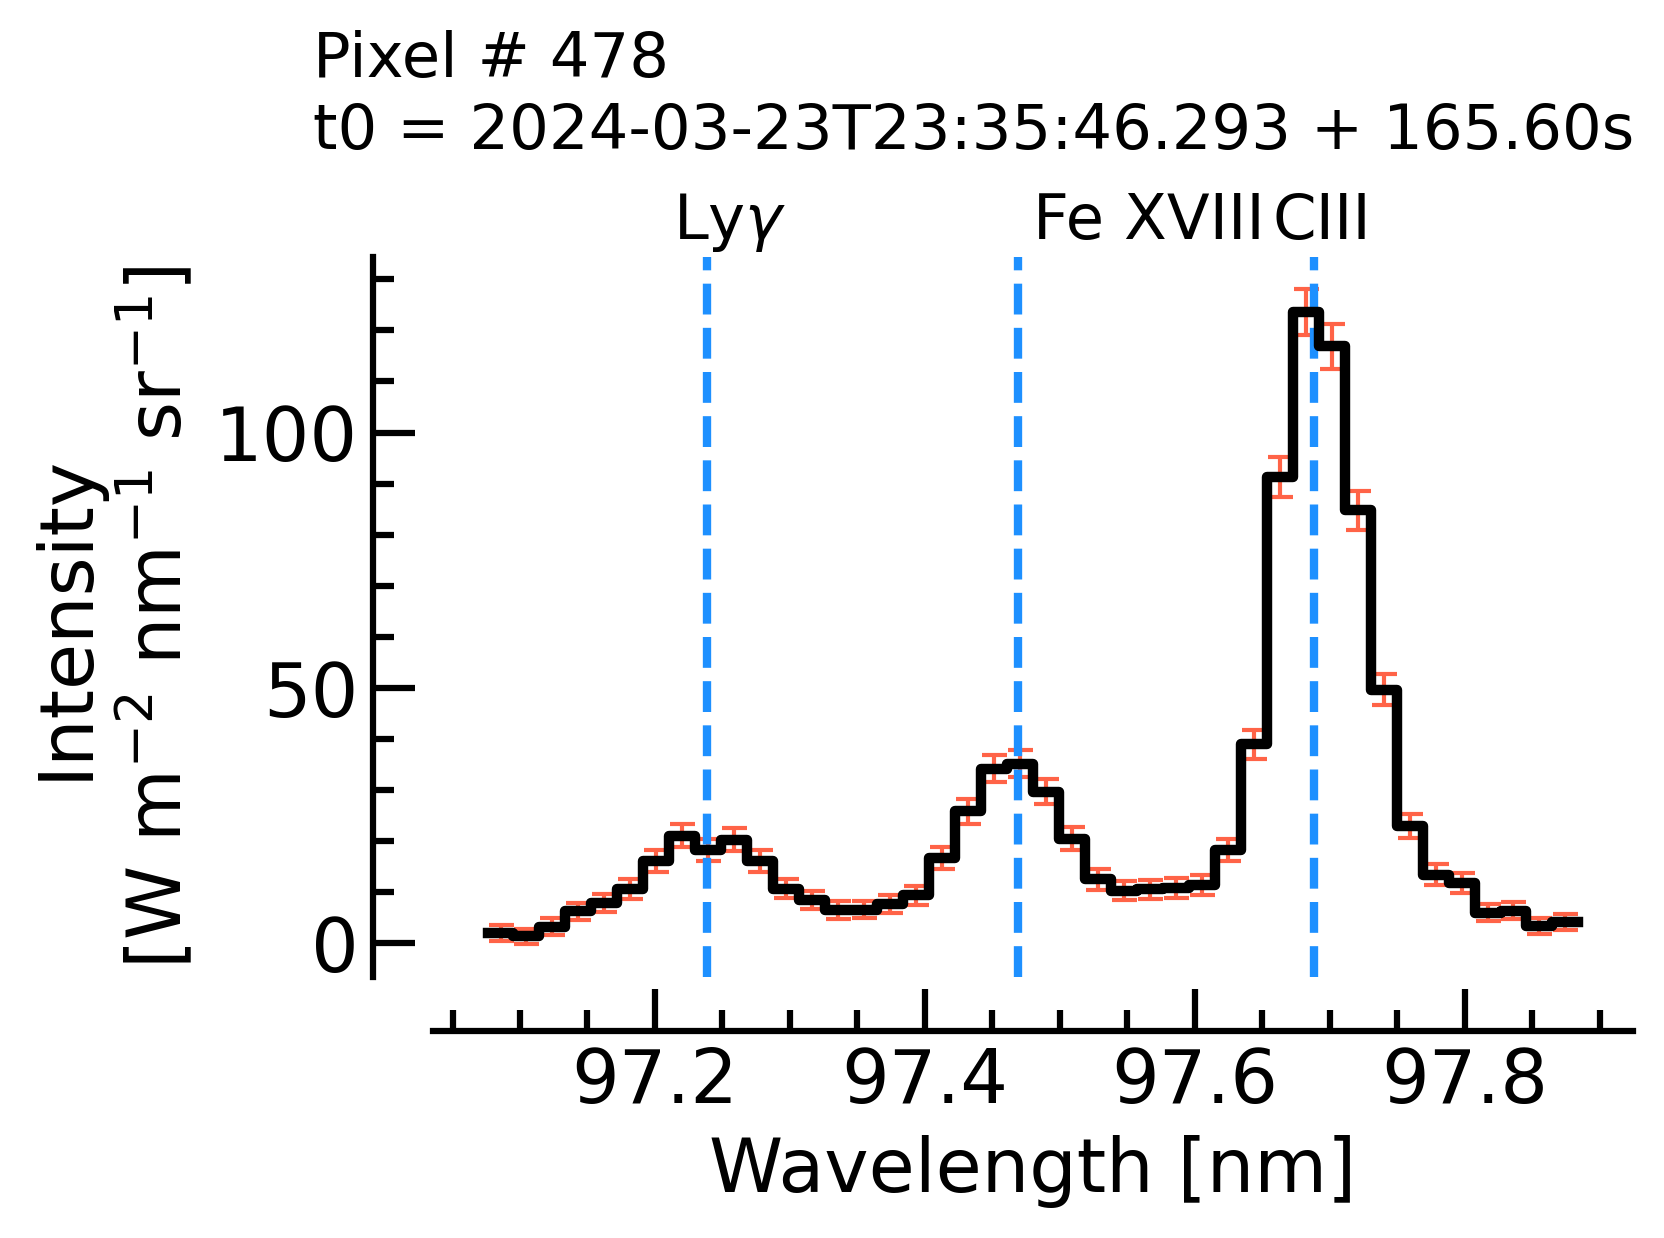 Pixel # 478
t0 = 2024-03-23T23:35:46.293 + 165.60s
Lyγ Fe XVIII CIII
Intensity
[W m⁻² nm⁻¹ sr⁻¹]
100
50
0
97.2 97.4 97.6 97.8
Wavelength [nm]